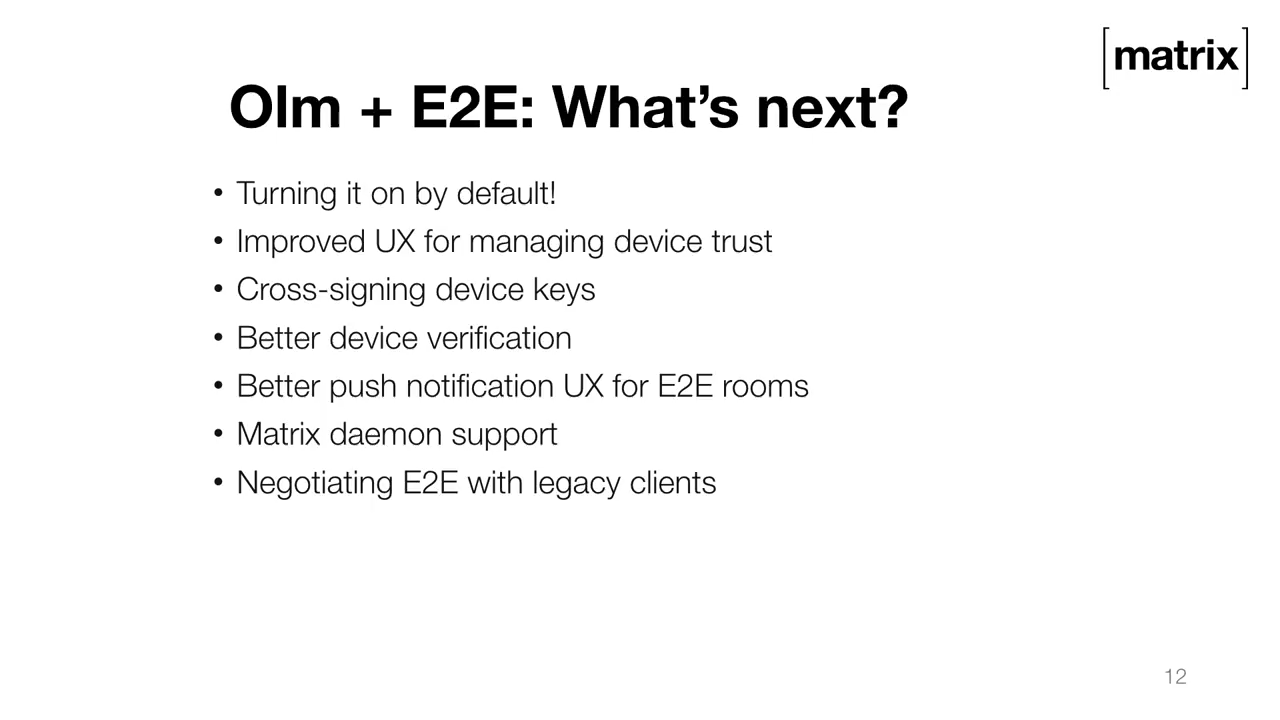 [matrix]
Olm + E2E: What’s next?
• Turning it on by default!
• Improved UX for managing device trust
• Cross-signing device keys
• Better device verification
• Better push notification UX for E2E rooms
• Matrix daemon support
• Negotiating E2E with legacy clients
12